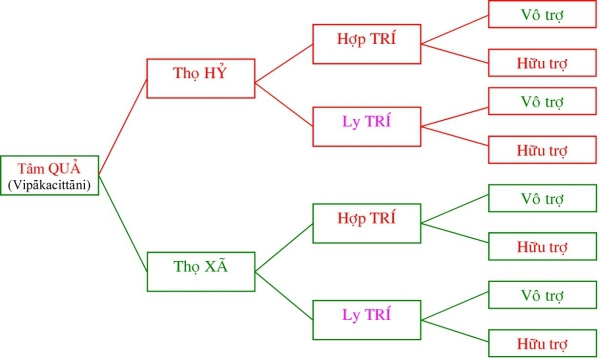 Tâm QUẢ
(Vipākacittāni)
Thọ HỶ
Hợp TRÍ
Vô trợ
Hữu trợ
Ly TRÍ
Vô trợ
Hữu trợ
Thọ XÃ
Hợp TRÍ
Vô trợ
Hữu trợ
Ly TRÍ
Vô trợ
Hữu trợ